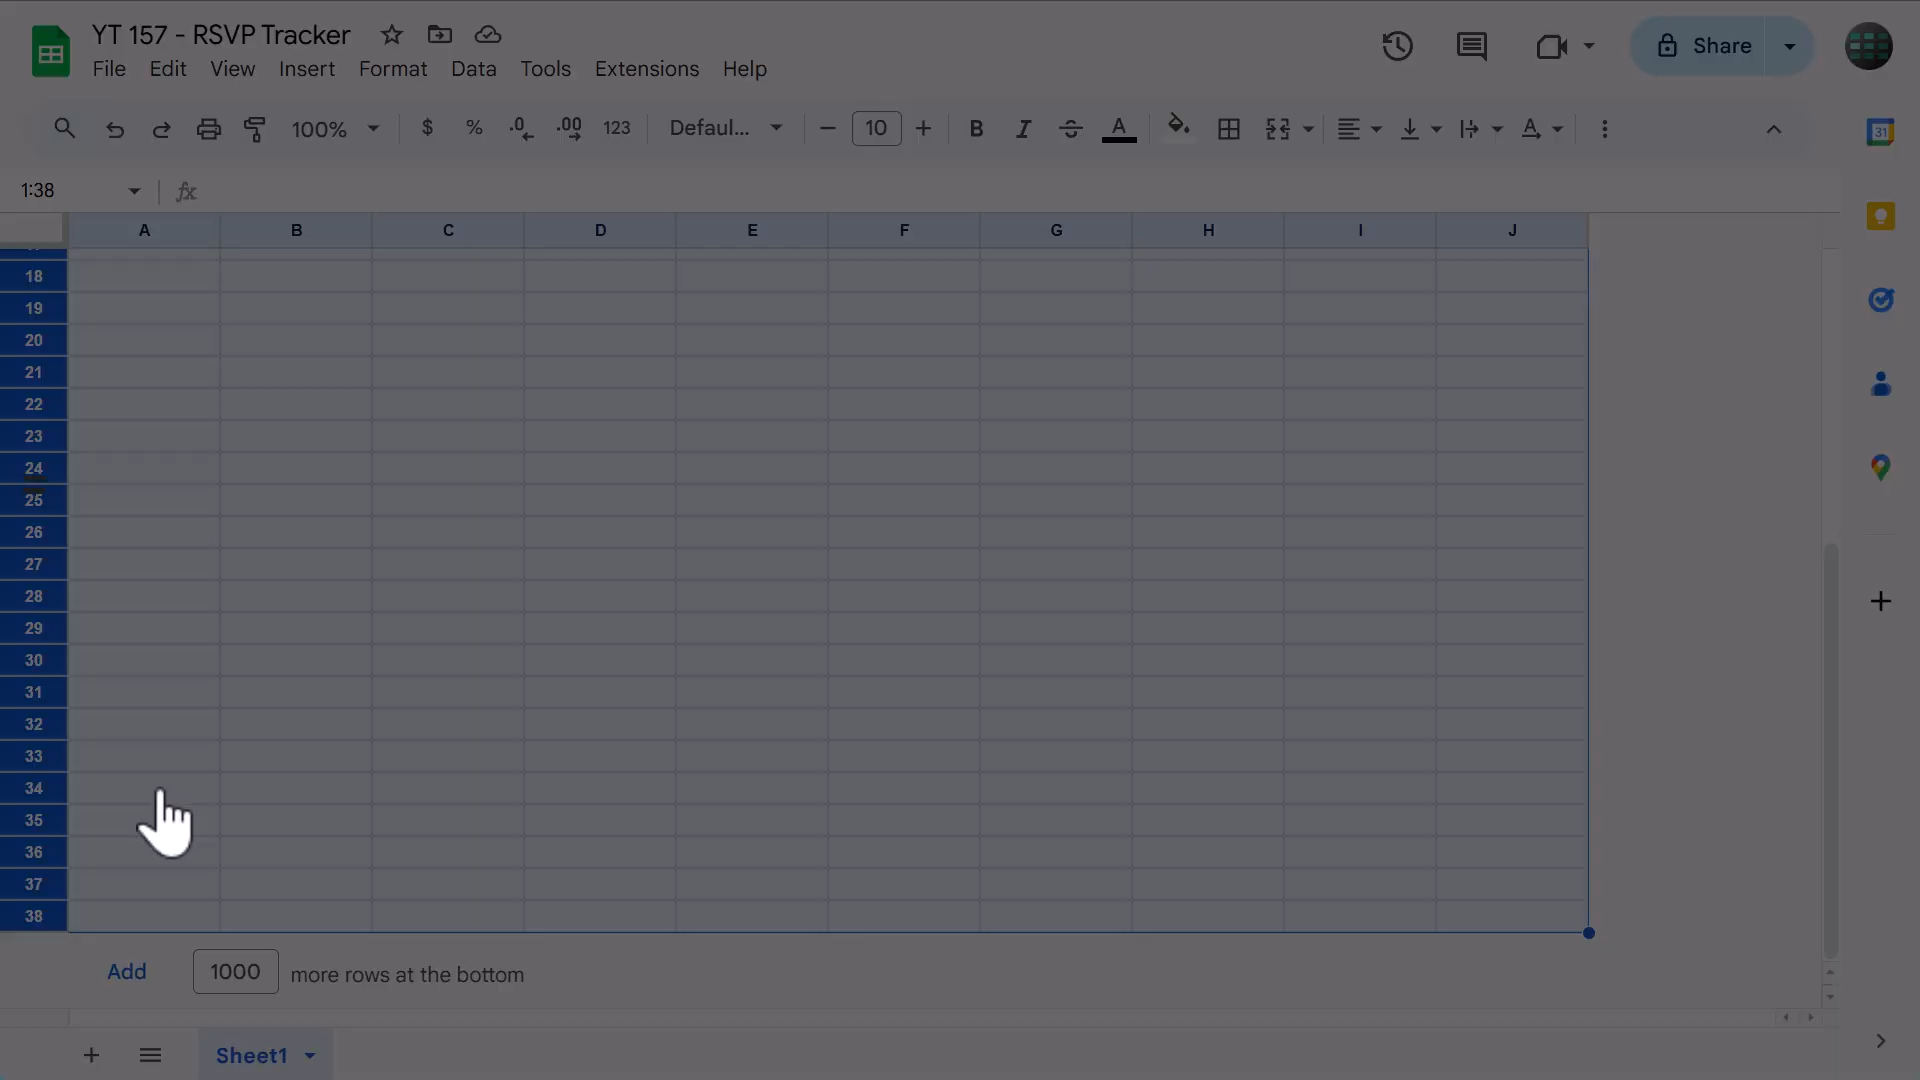 YT 157 - RSVP Tracker
File Edit View Insert Format Data Tools Extensions Help
Share
100% $ % .0 .00 123 Defaul... 10 B I A A
31
1:38 fx
A B C D E F G H I J
18
19
20
21
22
23
24
25
26
27
28
29
30
31
32
33
34
35
36
37
38
Add 1000 more rows at the bottom
Sheet1